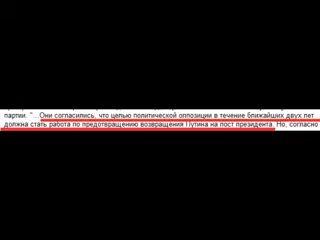 партии. "...Они согласились, что целью политической оппозиции в течение ближайших двух лет
должна стать работа по предотвращению возвращения Путина на пост президента. Но, согласно